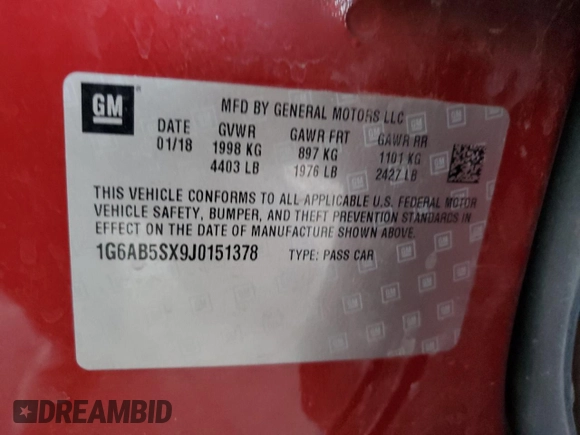 GM
MFD BY GENERAL MOTORS LLC
DATE GVWR GAWR FRT GAWR RR
01/18 1998 KG 897 KG 1101 KG
4403 LB 1976 LB 2427 LB
THIS VEHICLE CONFORMS TO ALL APPLICABLE U.S. FEDERAL MOTOR
VEHICLE SAFETY, BUMPER, AND THEFT PREVENTION STANDARDS IN
EFFECT ON THE DATE OF MANUFACTURE SHOWN ABOVE.
1G6AB5SX9J0151378 TYPE: PASS CAR
DREAMBID